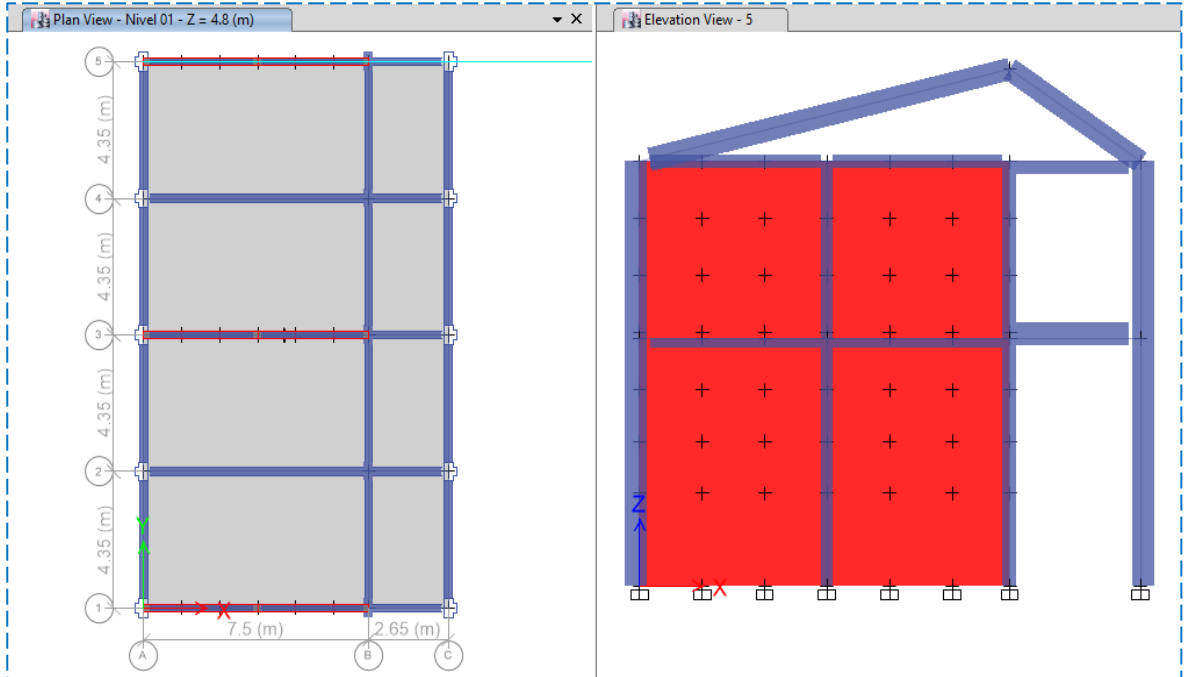 Plan View - Nivel 01 - Z = 4.8 (m)
5
4.35 (m)
4
4.35 (m)
3
4.35 (m)
2
4.35 (m)
Y
1
X
7.5 (m)
2.65 (m)
A
B
C
Elevation View - 5
Z
X